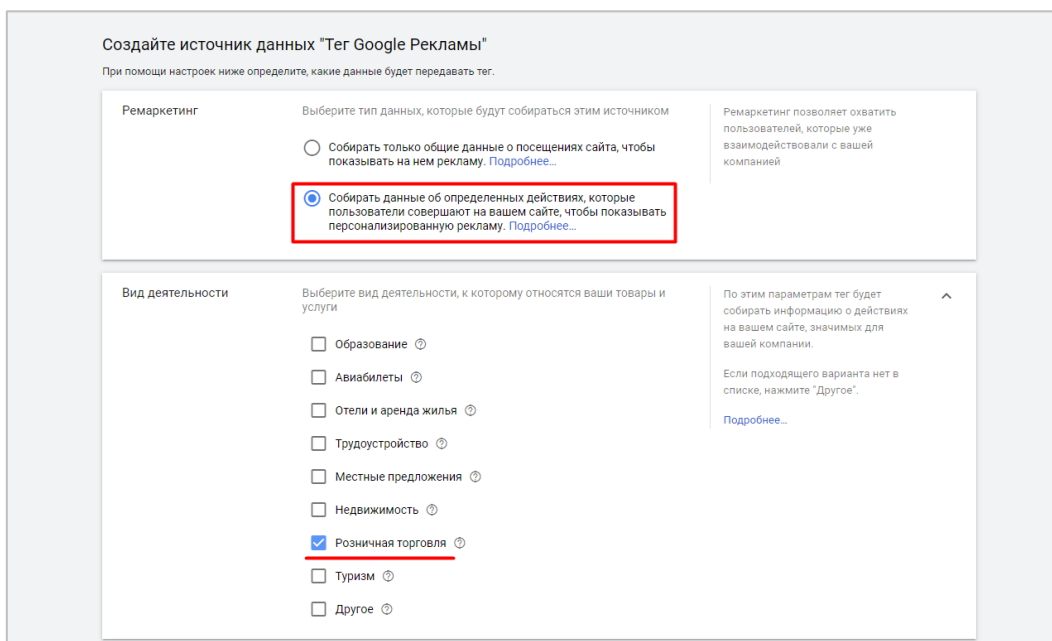 Создайте источник данных "Тег Google Рекламы"
При помощи настроек ниже определите, какие данные будет передавать тег.
Ремаркетинг
Выберите тип данных, которые будут собираться этим источником
Собирать только общие данные о посещениях сайта, чтобы
показывать на нем рекламу. Подробнее...
Собирать данные об определенных действиях, которые
пользователи совершают на вашем сайте, чтобы показывать
персонализированную рекламу. Подробнее...
Ремаркетинг позволяет охватить
пользователей, которые уже
взаимодействовали с вашей
компанией
Вид деятельности
Выберите вид деятельности, к которому относятся ваши товары и
услуги
Образование
Авиабилеты
Отели и аренда жилья
Трудоустройство
Местные предложения
Недвижимость
Розничная торговля
Туризм
Другое
По этим параметрам тег будет
собирать информацию о действиях
на вашем сайте, значимых для
вашей компании.
Если подходящего варианта нет в
списке, нажмите "Другое".
Подробнее...